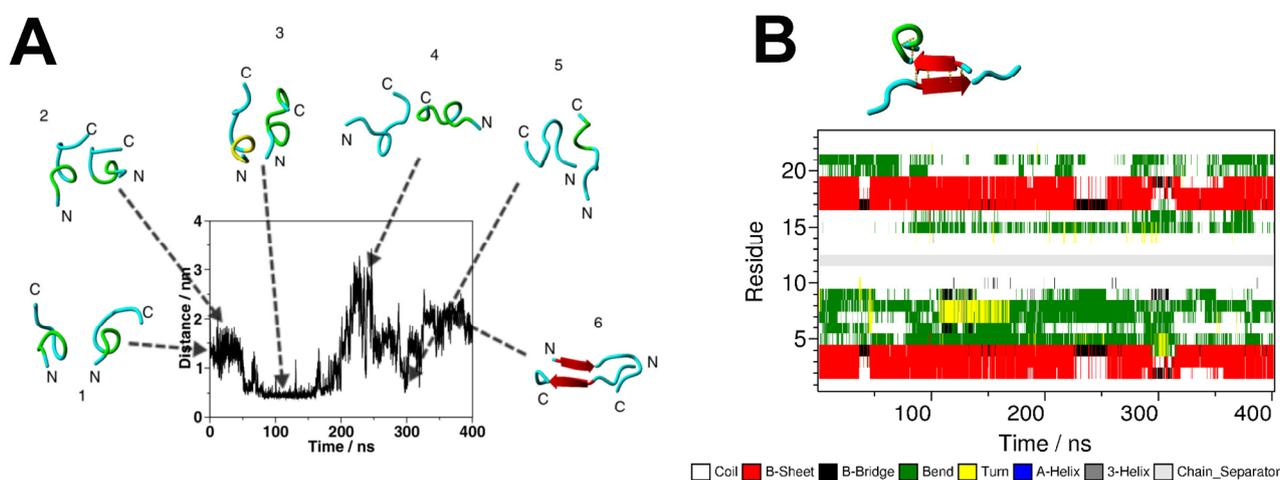 A
3
4
5
2
C
C
N
N
C
C
N
N
N
C
C
N
C
C
N
N
4
3
2
1
0
Distance / nm
0
100
200
300
400
Time / ns
C
C
N
N
1
6
N
N
C
C
B
20
15
10
5
Residue
100
200
300
400
Time / ns
Coil B-Sheet B-Bridge Bend Turn A-Helix 3-Helix Chain_Separator